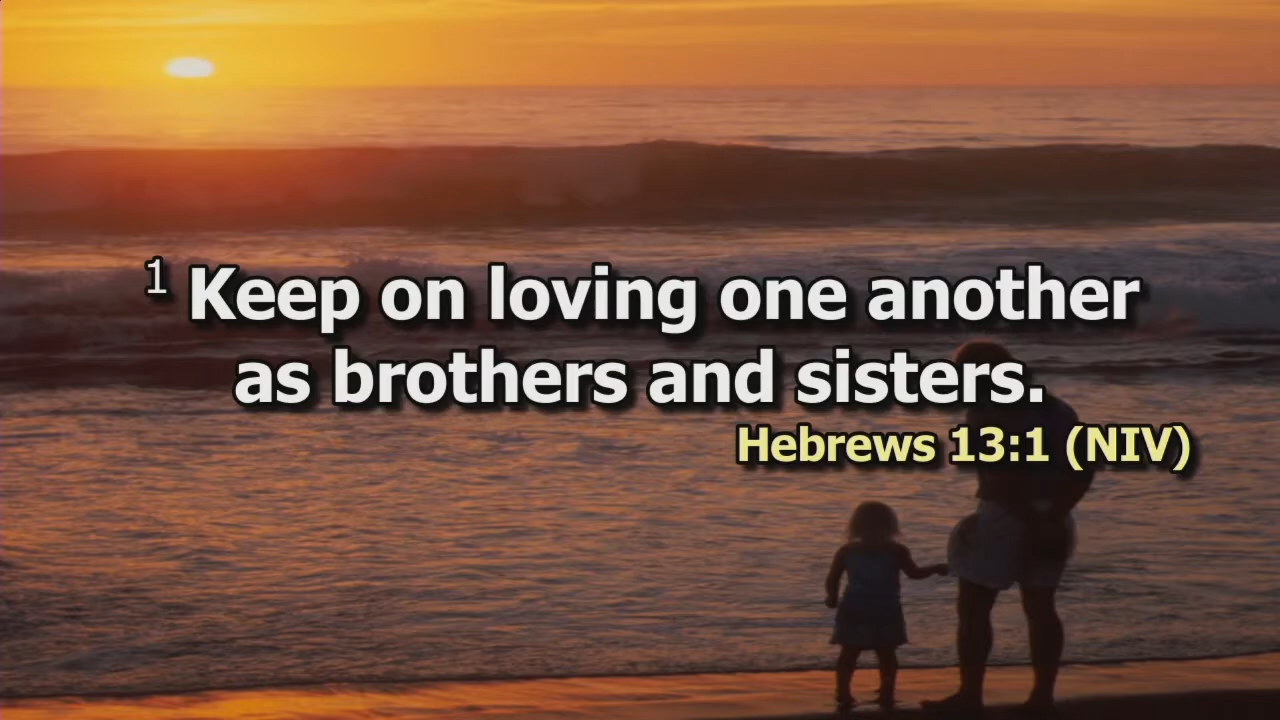 1 Keep on loving one another
as brothers and sisters.
Hebrews 13:1 (NIV)